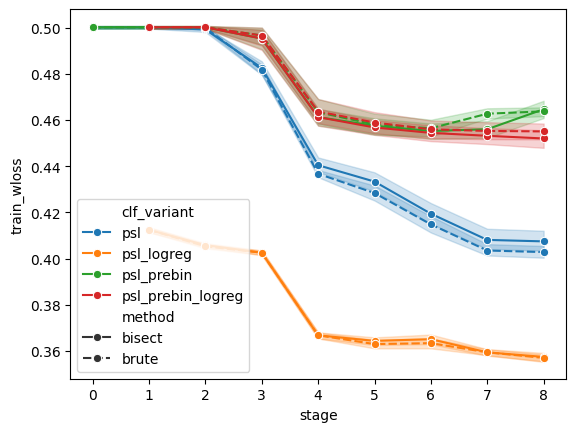 0.50
0.48
0.46
0.44
0.42
0.40
0.38
0.36
train_wloss
clf_variant
psl
psl_logreg
psl_prebin
psl_prebin_logreg
method
bisect
brute
0 1 2 3 4 5 6 7 8
stage